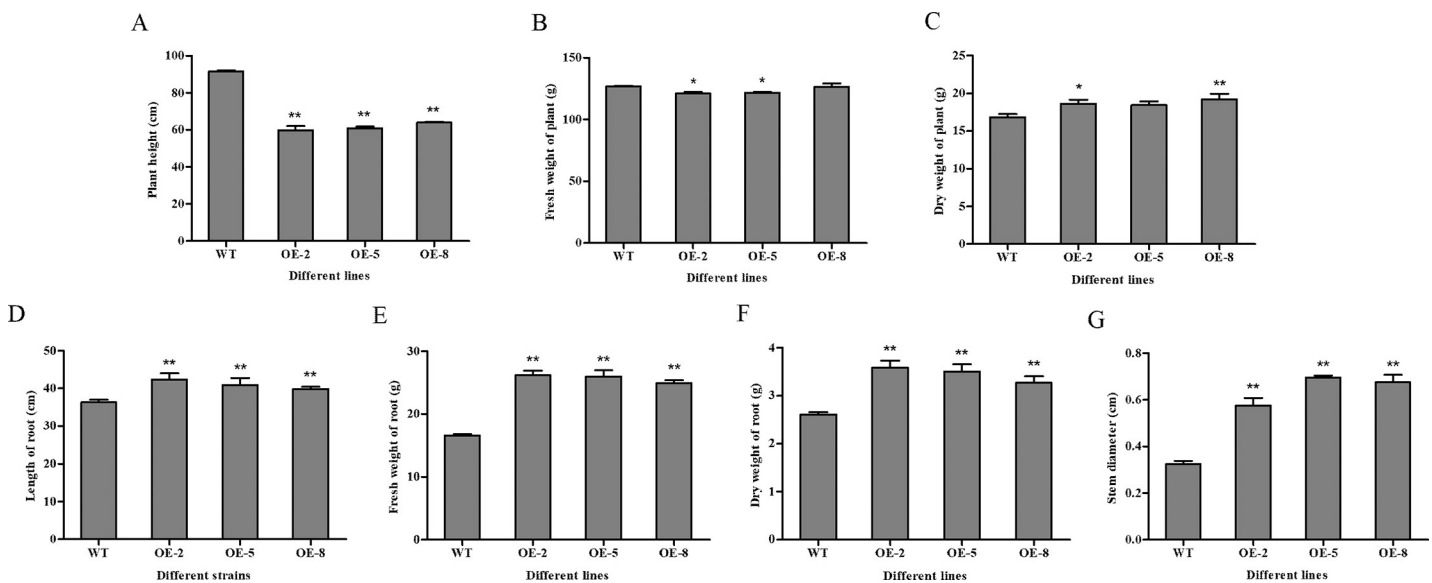 A
Plant height (cm)
100
80
60
40
20
0
** ** **
WT OE-2 OE-5 OE-8
Different lines
B
Fresh weight of plant (g)
150
100
50
0
* *
WT OE-2 OE-5 OE-8
Different lines
C
Dry weight of plant (g)
25
20
15
10
5
0
* **
WT OE-2 OE-5 OE-8
Different lines
D
Length of root (cm)
50
40
30
20
10
0
** ** **
WT OE-2 OE-5 OE-8
Different strains
E
Fresh weight of root (g)
30
20
10
0
** ** **
WT OE-2 OE-5 OE-8
Different lines
F
Dry weight of root (g)
4
3
2
1
0
** ** **
WT OE-2 OE-5 OE-8
Different lines
G
Stem diameter (cm)
0.8
0.6
0.4
0.2
0.0
** ** **
WT OE-2 OE-5 OE-8
Different lines